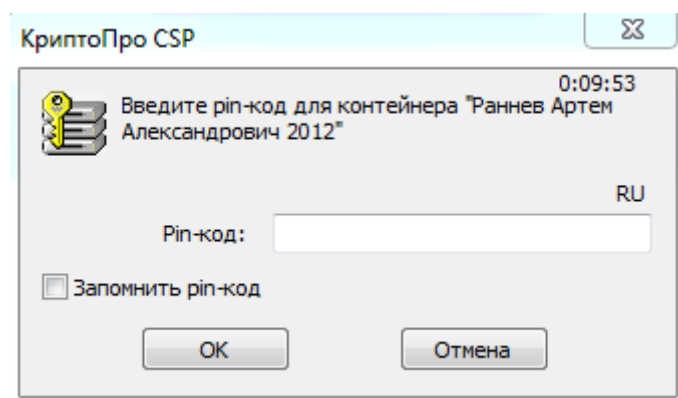 КриптоПро CSP
0:09:53
Введите pin-код для контейнера "Раннев Артем
Александрович 2012"
RU
Pin-код:
Запомнить pin-код
OK
Отмена